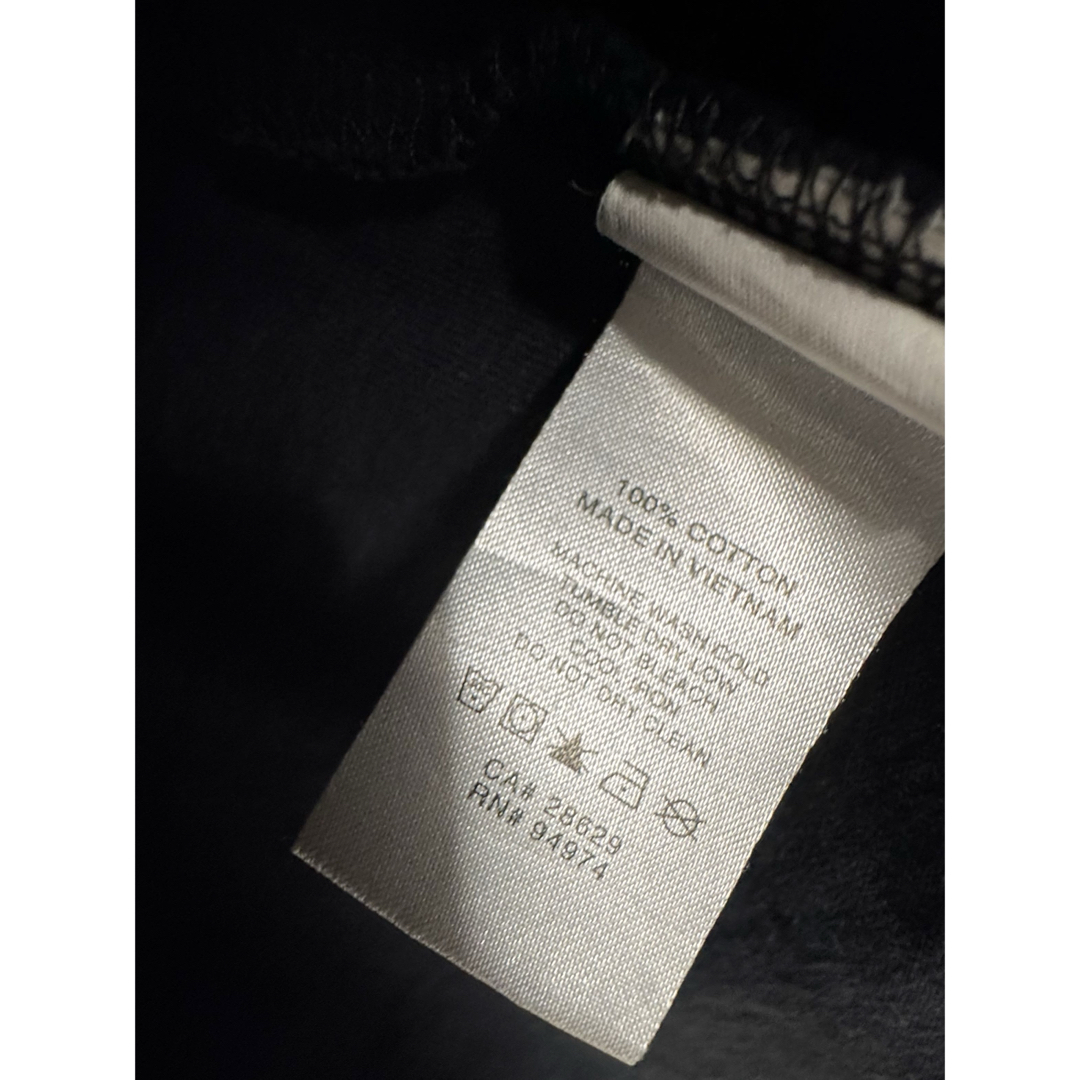 100% COTTON
MADE IN VIETNAM
MACHINE WASH COLD
TUMBLE DRY LOW
DO NOT BLEACH
COOL IRON
DO NOT DRY CLEAN
CA# 28629
RN# 94974